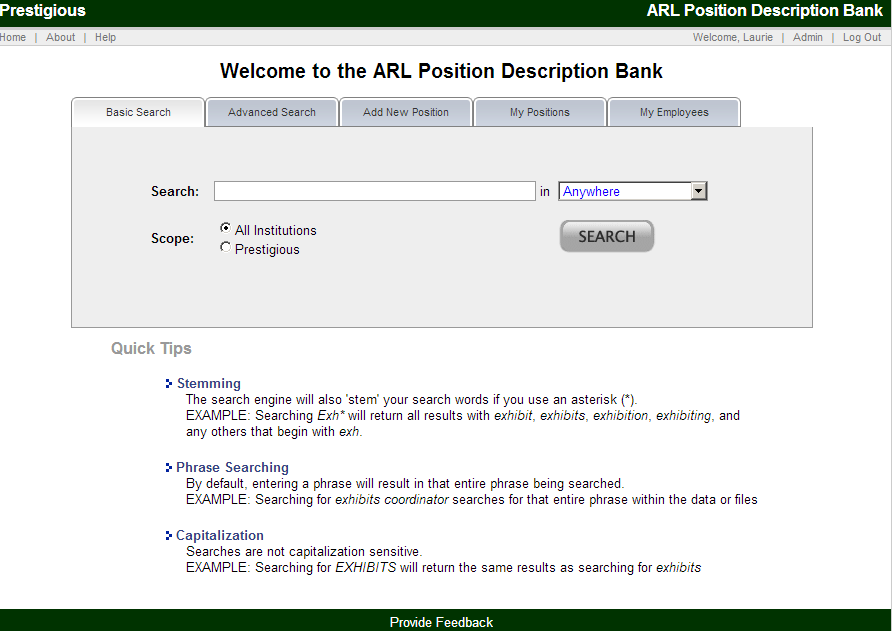 Prestigious ARL Position Description Bank
Home | About | Help Welcome, Laurie | Admin | Log Out
Welcome to the ARL Position Description Bank
Basic Search Advanced Search Add New Position My Positions My Employees
Search: in Anywhere
Scope: All Institutions
Prestigious
SEARCH
Quick Tips
Stemming
The search engine will also 'stem' your search words if you use an asterisk (*).
EXAMPLE: Searching Exh* will return all results with exhibit, exhibits, exhibition, exhibiting, and
any others that begin with exh.
Phrase Searching
By default, entering a phrase will result in that entire phrase being searched.
EXAMPLE: Searching for exhibits coordinator searches for that entire phrase within the data or files
Capitalization
Searches are not capitalization sensitive.
EXAMPLE: Searching for EXHIBITS will return the same results as searching for exhibits
Provide Feedback